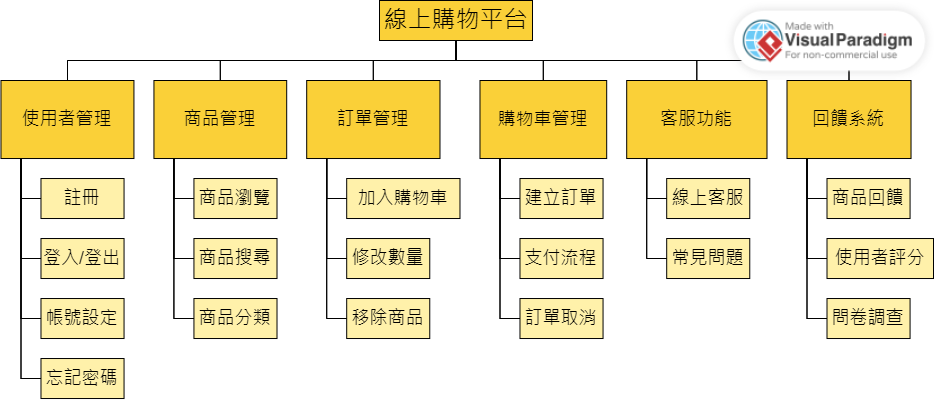 線上購物平台
Made with
Visual Paradigm
For non-commercial use
使用者管理
商品管理
訂單管理
購物車管理
客服功能
回饋系統
註冊
商品瀏覽
加入購物車
建立訂單
線上客服
商品回饋
登入/登出
商品搜尋
修改數量
支付流程
常見問題
使用者評分
帳號設定
商品分類
移除商品
訂單取消
問卷調查
忘記密碼